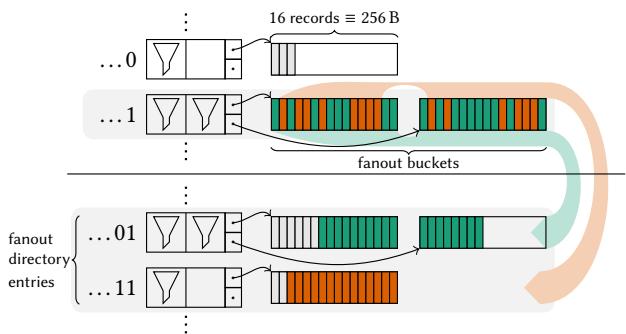 16 records ≡ 256 B
...0
...1
fanout buckets
...01
fanout
directory
entries
...11